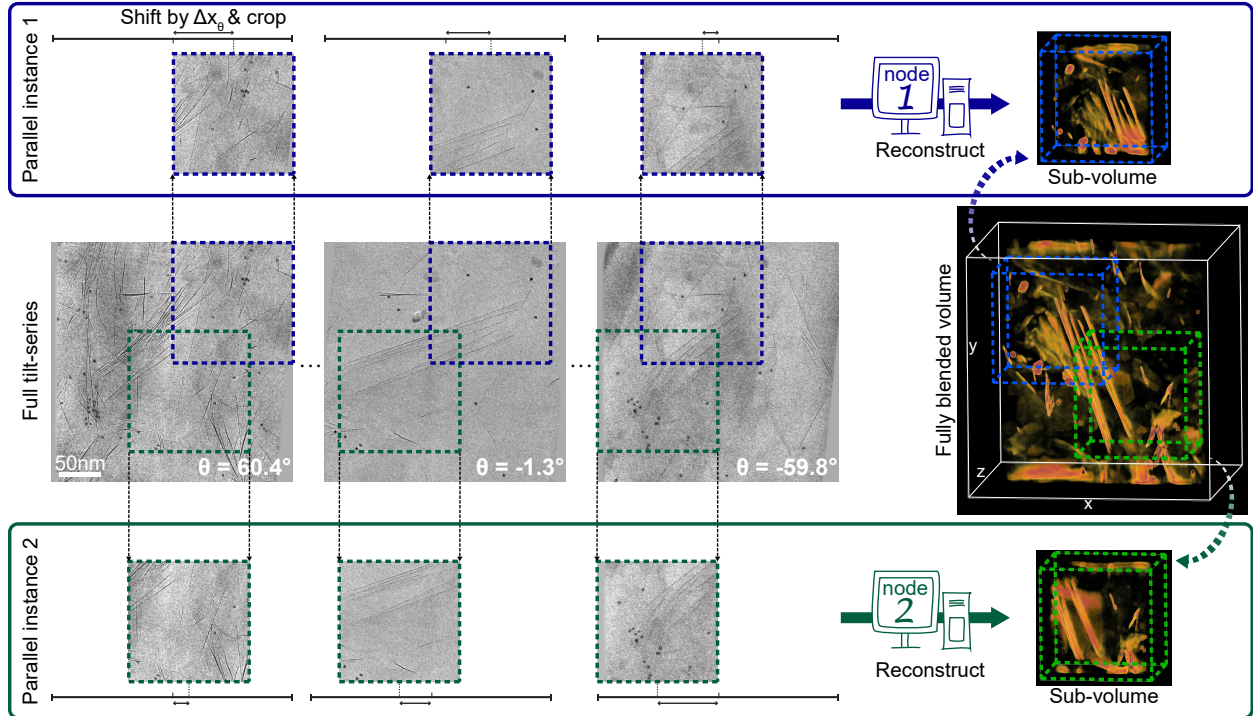 Parallel instance 1
Shift by Δxθ & crop
node
1
Reconstruct
Sub-volume
Full tilt-series
50nm
θ = 60.4°
...
θ = -1.3°
...
θ = -59.8°
Fully blended volume
y
z
x
Parallel instance 2
node
2
Reconstruct
Sub-volume